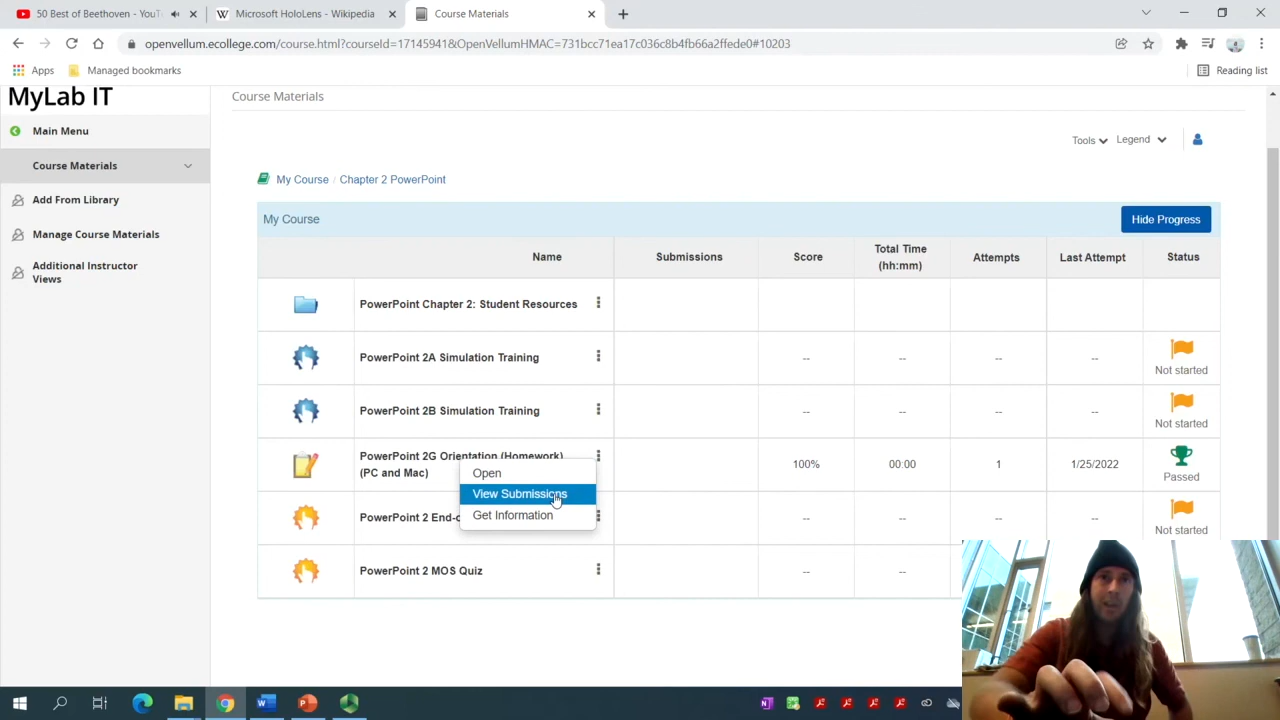 50 Best of Beethoven - YouT
Microsoft HoloLens - Wikipedia
Course Materials
openvellum.ecollege.com/course.html?courseId=17145941&OpenVellumHMAC=731bcc71ea17c036c8b4fb66a2ffede0#10203
Apps
Managed bookmarks
Reading list
MyLab IT
Main Menu
Course Materials
Add From Library
Manage Course Materials
Additional Instructor
Views
Course Materials
Tools
Legend
My Course / Chapter 2 PowerPoint
My Course
Hide Progress
Name
Submissions
Score
Total Time
(hh:mm)
Attempts
Last Attempt
Status
PowerPoint Chapter 2: Student Resources
PowerPoint 2A Simulation Training
-- -- -- --
Not started
PowerPoint 2B Simulation Training
-- -- -- --
Not started
PowerPoint 2G Orientation (Homework)
(PC and Mac)
100% 00:00 1 1/25/2022
Passed
Open
View Submissions
Get Information
PowerPoint 2 End-o
-- -- -- --
Not started
PowerPoint 2 MOS Quiz
-- --